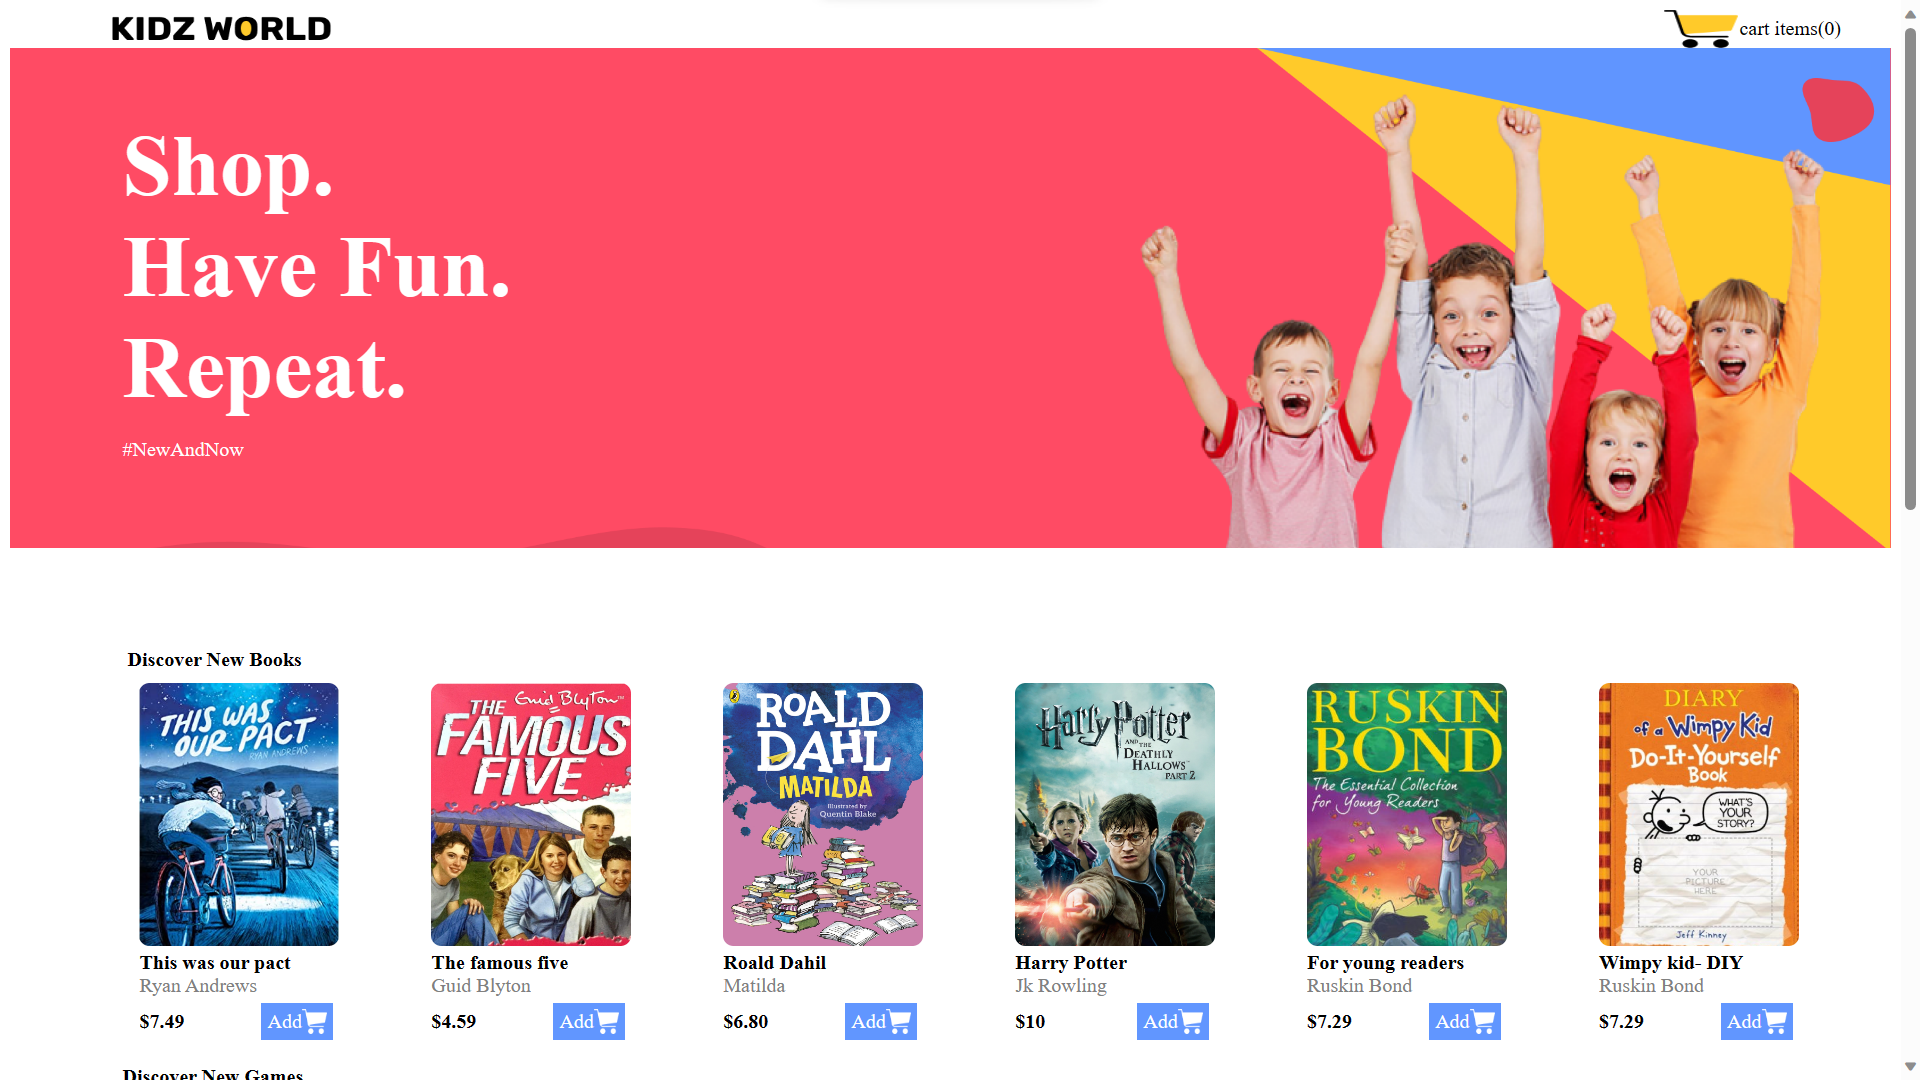 KIDZ WORLD
cart items(0)
Shop.
Have Fun.
Repeat.
#NewAndNow
Discover New Books
THIS WAS
OUR PACT
RYAN ANDREWS
Enid Blyton™
THE
FAMOUS
FIVE
ROALD
DAHL
MATILDA
Illustrated by
Quentin Blake
Harry Potter
AND THE
DEATHLY
HALLOWS
PART 2
RUSKIN
BOND
The Essential Collection
for Young Readers
DIARY
of a Wimpy Kid
Do-It-Yourself
Book
WHAT'S
YOUR
STORY?
YOUR
PICTURE
HERE
Jeff Kinney
This was our pact
Ryan Andrews
$7.49
Add
The famous five
Guid Blyton
$4.59
Add
Roald Dahil
Matilda
$6.80
Add
Harry Potter
Jk Rowling
$10
Add
For young readers
Ruskin Bond
$7.29
Add
Wimpy kid- DIY
Ruskin Bond
$7.29
Add
Discover New Games